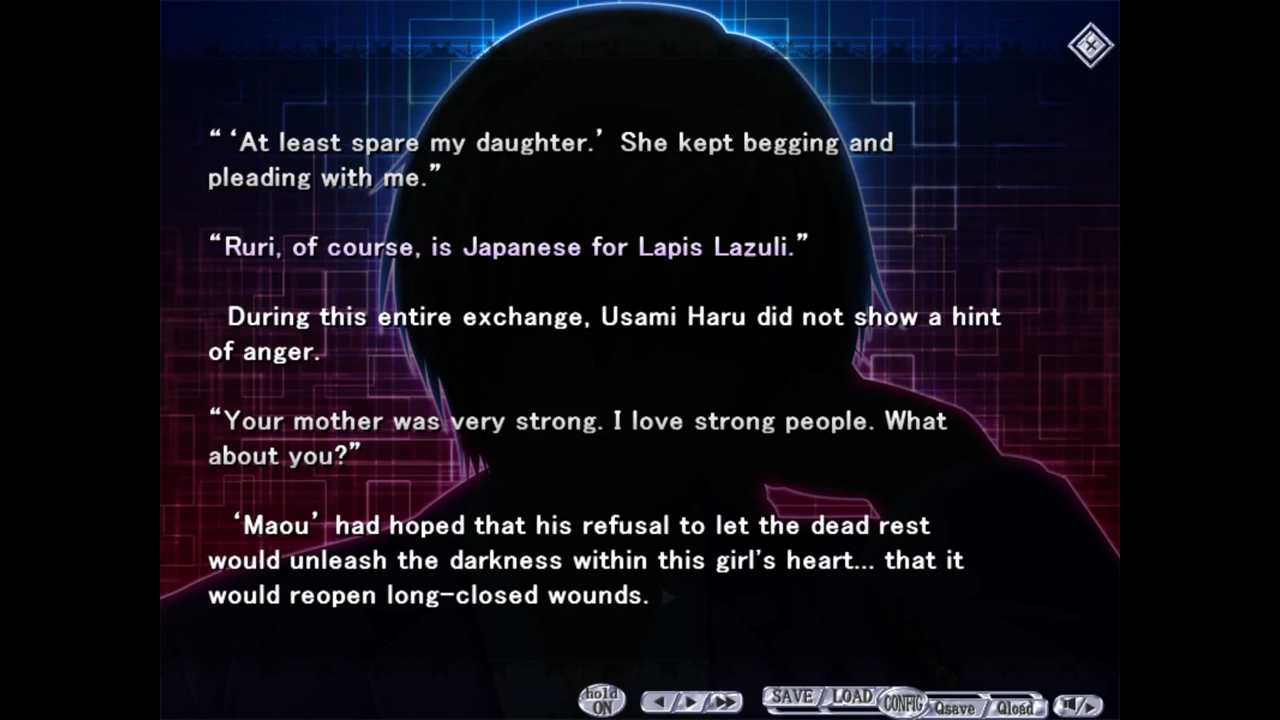 “ ‘At least spare my daughter.’ She kept begging and
pleading with me.”
“Ruri, of course, is Japanese for Lapis Lazuli.”
During this entire exchange, Usami Haru did not show a hint
of anger.
“Your mother was very strong. I love strong people. What
about you?”
‘Maou’ had hoped that his refusal to let the dead rest
would unleash the darkness within this girl’s heart... that it
would reopen long-closed wounds.
hold
ON
SAVE LOAD CONFIG Qsave Qload